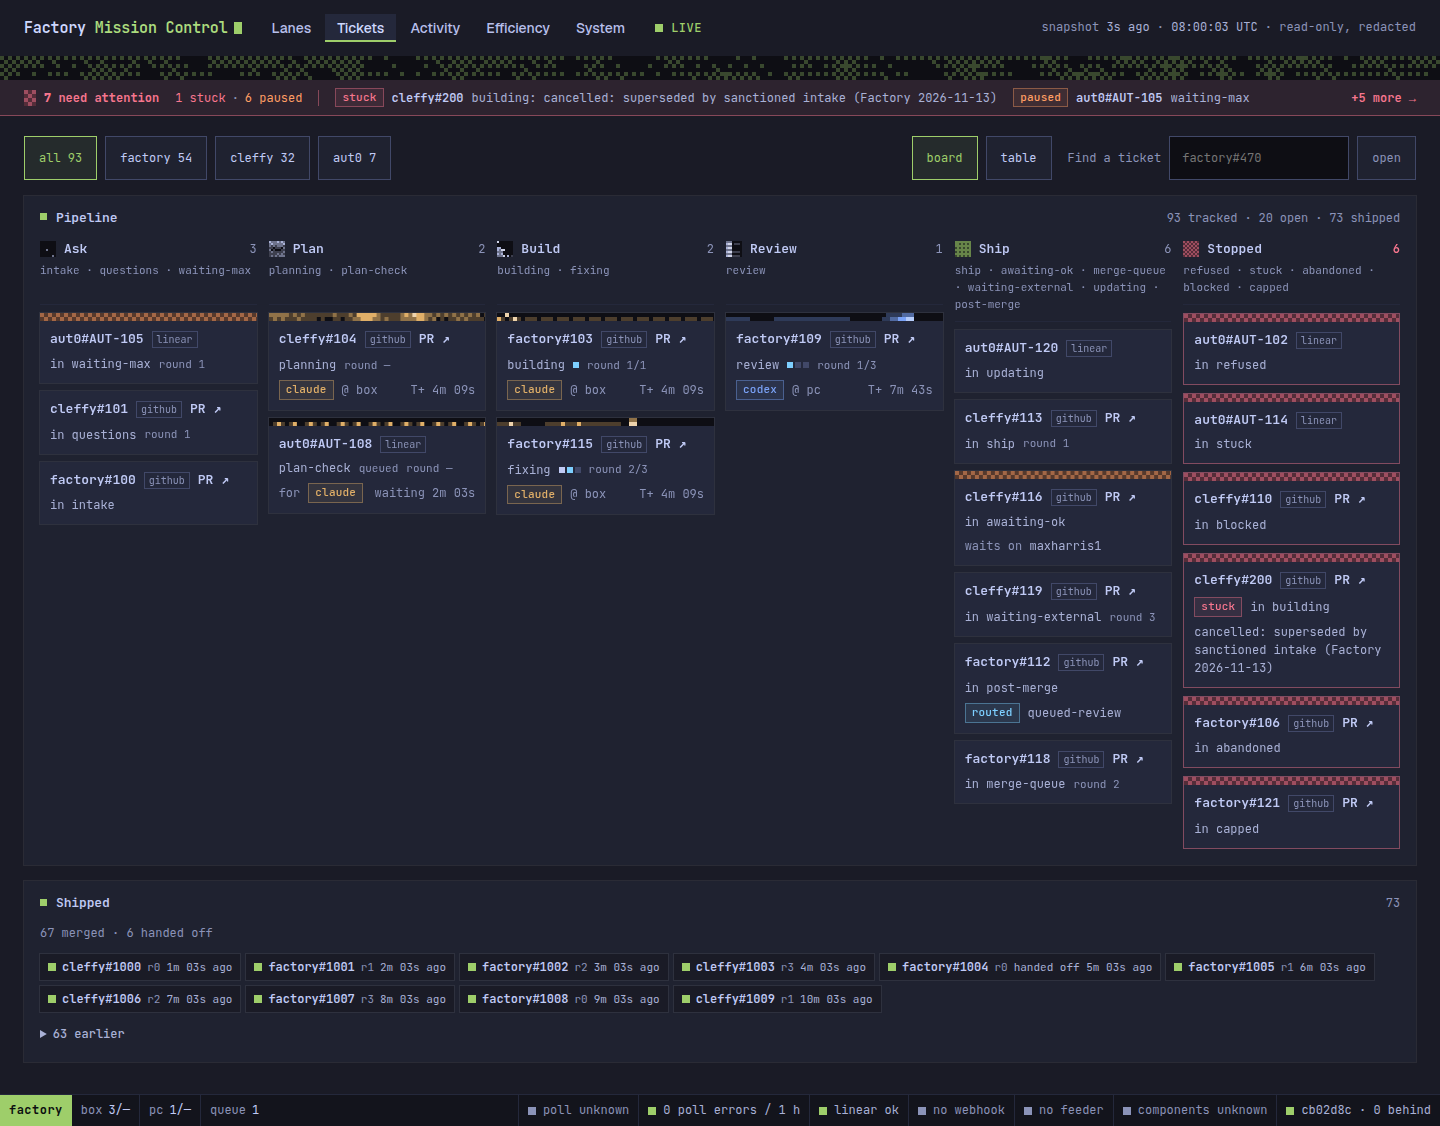 Factory Mission Control Lanes Tickets Activity Efficiency System LIVE snapshot 3s ago · 08:00:03 UTC · read-only, redacted
7 need attention 1 stuck · 6 paused stuck cleffy#200 building: cancelled: superseded by sanctioned intake (Factory 2026-11-13) paused aut0#AUT-105 waiting-max +5 more →
all 93 factory 54 cleffy 32 aut0 7 board table Find a ticket factory#470 open
Pipeline 93 tracked · 20 open · 73 shipped
Ask 3
intake · questions · waiting-max
aut0#AUT-105 linear
in waiting-max round 1
cleffy#101 github PR ↗
in questions round 1
factory#100 github PR ↗
in intake
Plan 2
planning · plan-check
cleffy#104 github PR ↗
planning round —
claude @ box T+ 4m 09s
aut0#AUT-108 linear
plan-check queued round —
for claude waiting 2m 03s
Build 2
building · fixing
factory#103 github PR ↗
building round 1/1
claude @ box T+ 4m 09s
factory#115 github PR ↗
fixing round 2/3
claude @ box T+ 4m 09s
Review 1
review
factory#109 github PR ↗
review round 1/3
codex @ pc T+ 7m 43s
Ship 6
ship · awaiting-ok · merge-queue
· waiting-external · updating ·
post-merge
aut0#AUT-120 linear
in updating
cleffy#113 github PR ↗
in ship round 1
cleffy#116 github PR ↗
in awaiting-ok
waits on maxharris1
cleffy#119 github PR ↗
in waiting-external round 3
factory#112 github PR ↗
in post-merge
routed queued-review
factory#118 github PR ↗
in merge-queue round 2
Stopped 6
refused · stuck · abandoned ·
blocked · capped
aut0#AUT-102 linear
in refused
aut0#AUT-114 linear
in stuck
cleffy#110 github PR ↗
in blocked
cleffy#200 github PR ↗
stuck in building
cancelled: superseded by
sanctioned intake (Factory
2026-11-13)
factory#106 github PR ↗
in abandoned
factory#121 github PR ↗
in capped
Shipped 73
67 merged · 6 handed off
cleffy#1000 r0 1m 03s ago factory#1001 r1 2m 03s ago factory#1002 r2 3m 03s ago cleffy#1003 r3 4m 03s ago factory#1004 r0 handed off 5m 03s ago factory#1005 r1 6m 03s ago
cleffy#1006 r2 7m 03s ago factory#1007 r3 8m 03s ago factory#1008 r0 9m 03s ago cleffy#1009 r1 10m 03s ago
▶ 63 earlier
factory box 3/— pc 1/— queue 1 poll unknown 0 poll errors / 1 h linear ok no webhook no feeder components unknown cb02d8c · 0 behind